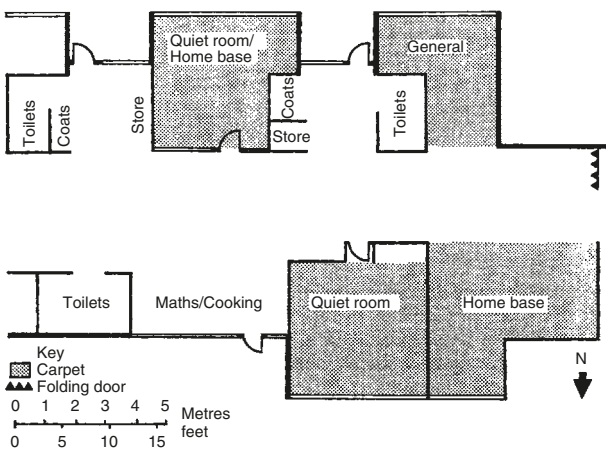 Quiet room/
Home base
General
Toilets
Coats
Store
Coats
Store
Toilets
Toilets
Maths/Cooking
Quiet room
Home base
Key
Carpet
Folding door
N
0 1 2 3 4 5 Metres
0 5 10 15 feet